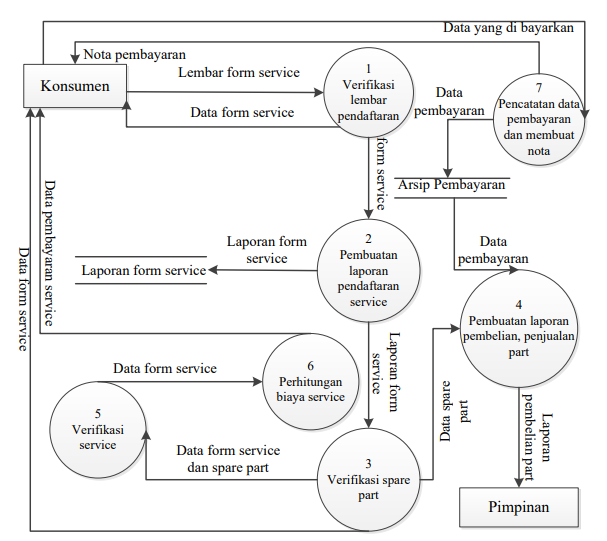 Data yang di bayarkan
Nota pembayaran
Konsumen
Lembar form service
Data form service
1
Verifikasi
lembar
pendaftaran
Data
pembayaran
7
Pencatatan data
pembayaran
dan membuat
nota
form service
Arsip Pembayaran
Data pembayaran service
Data form service
Laporan form
service
Laporan form service
2
Pembuatan
laporan
pendaftaran
service
Data
pembayaran
4
Pembuatan laporan
pembelian, penjualan
part
Laporan form
service
Data form service
6
Perhitungan
biaya service
5
Verifikasi
service
Data form service
dan spare part
3
Verifikasi spare
part
Data spare
part
Laporan
pembelian part
Pimpinan